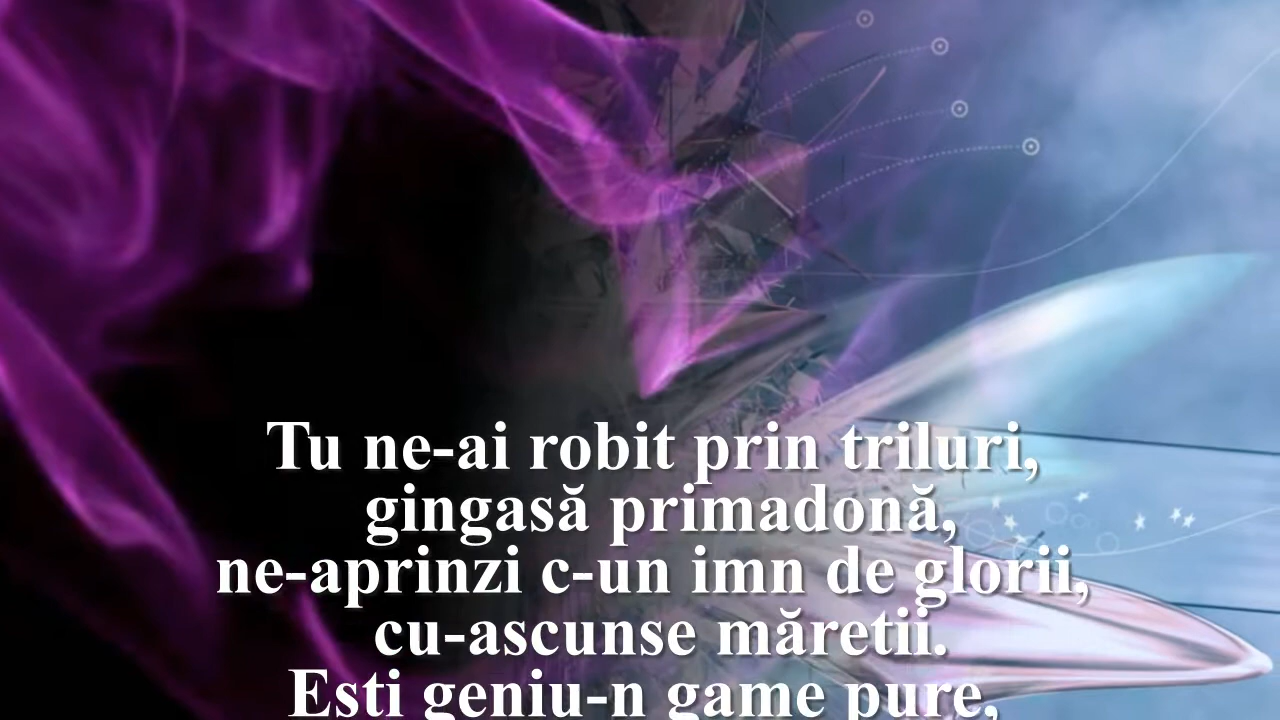 Tu ne-ai robit prin triluri,
gingasă primadonă,
ne-aprinzi c-un imn de glorii,
cu-ascunse măretii.
Esti geniu-n game pure,